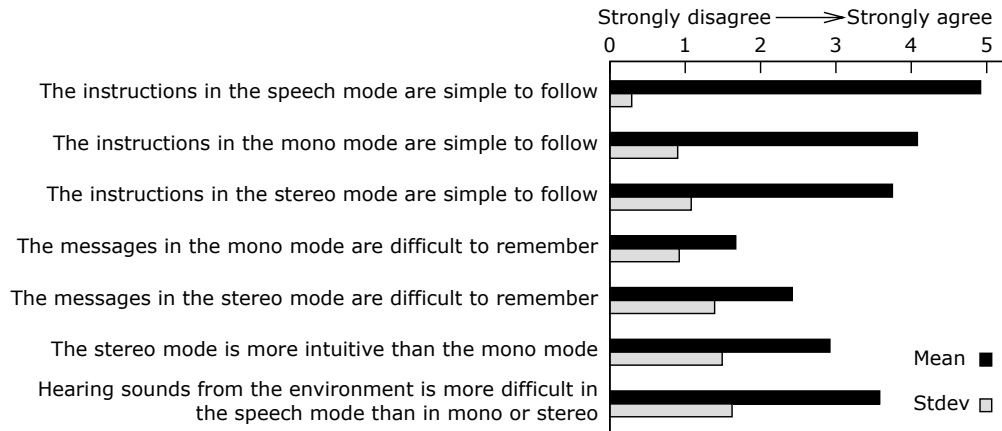 Strongly disagree → Strongly agree
0 1 2 3 4 5
The instructions in the speech mode are simple to follow
The instructions in the mono mode are simple to follow
The instructions in the stereo mode are simple to follow
The messages in the mono mode are difficult to remember
The messages in the stereo mode are difficult to remember
The stereo mode is more intuitive than the mono mode
Mean
Hearing sounds from the environment is more difficult in
the speech mode than in mono or stereo
Stdev